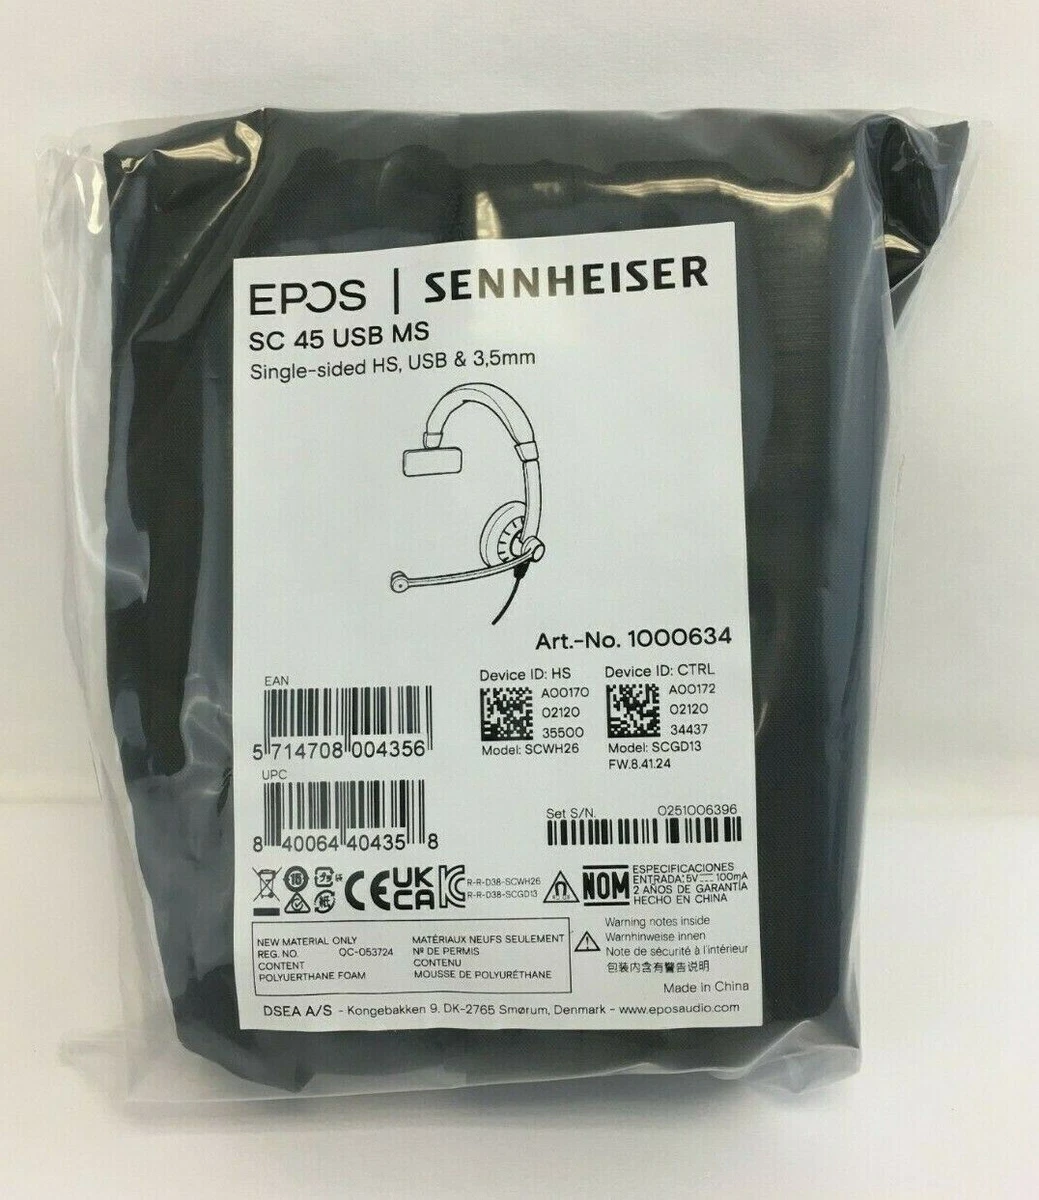 EPOS | SENNHEISER
SC 45 USB MS
Single-sided HS, USB & 3,5mm
Art.-No. 1000634
EAN
5 714708 004356
UPC
8 40064 40435 8
Device ID: HS
A00170
02120
35500
Model: SCWH26
Device ID: CTRL
A00172
02120
34437
Model: SCGD13
FW.8.41.24
Set S/N.
0251006396
CE UK CA
R-R-D38-SCWH26
R-R-D38-SCGD13
NOM
ESPECIFICACIONES
ENTRADA: 5V 100mA
2 AÑOS DE GARANTÍA
HECHO EN CHINA
NEW MATERIAL ONLY
REG. NO. QC-053724
CONTENT
POLYUERTHANE FOAM
MATÉRIAUX NEUFS SEULEMENT
Nº DE PERMIS
CONTENU
MOUSSE DE POLYURÉTHANE
Warning notes inside
Warnhinweise innen
Note de sécurité à l'intérieur
包装内含有警告说明
Made in China
DSEA A/S - Kongebakken 9. DK-2765 Smørum, Denmark - www.eposaudio.com